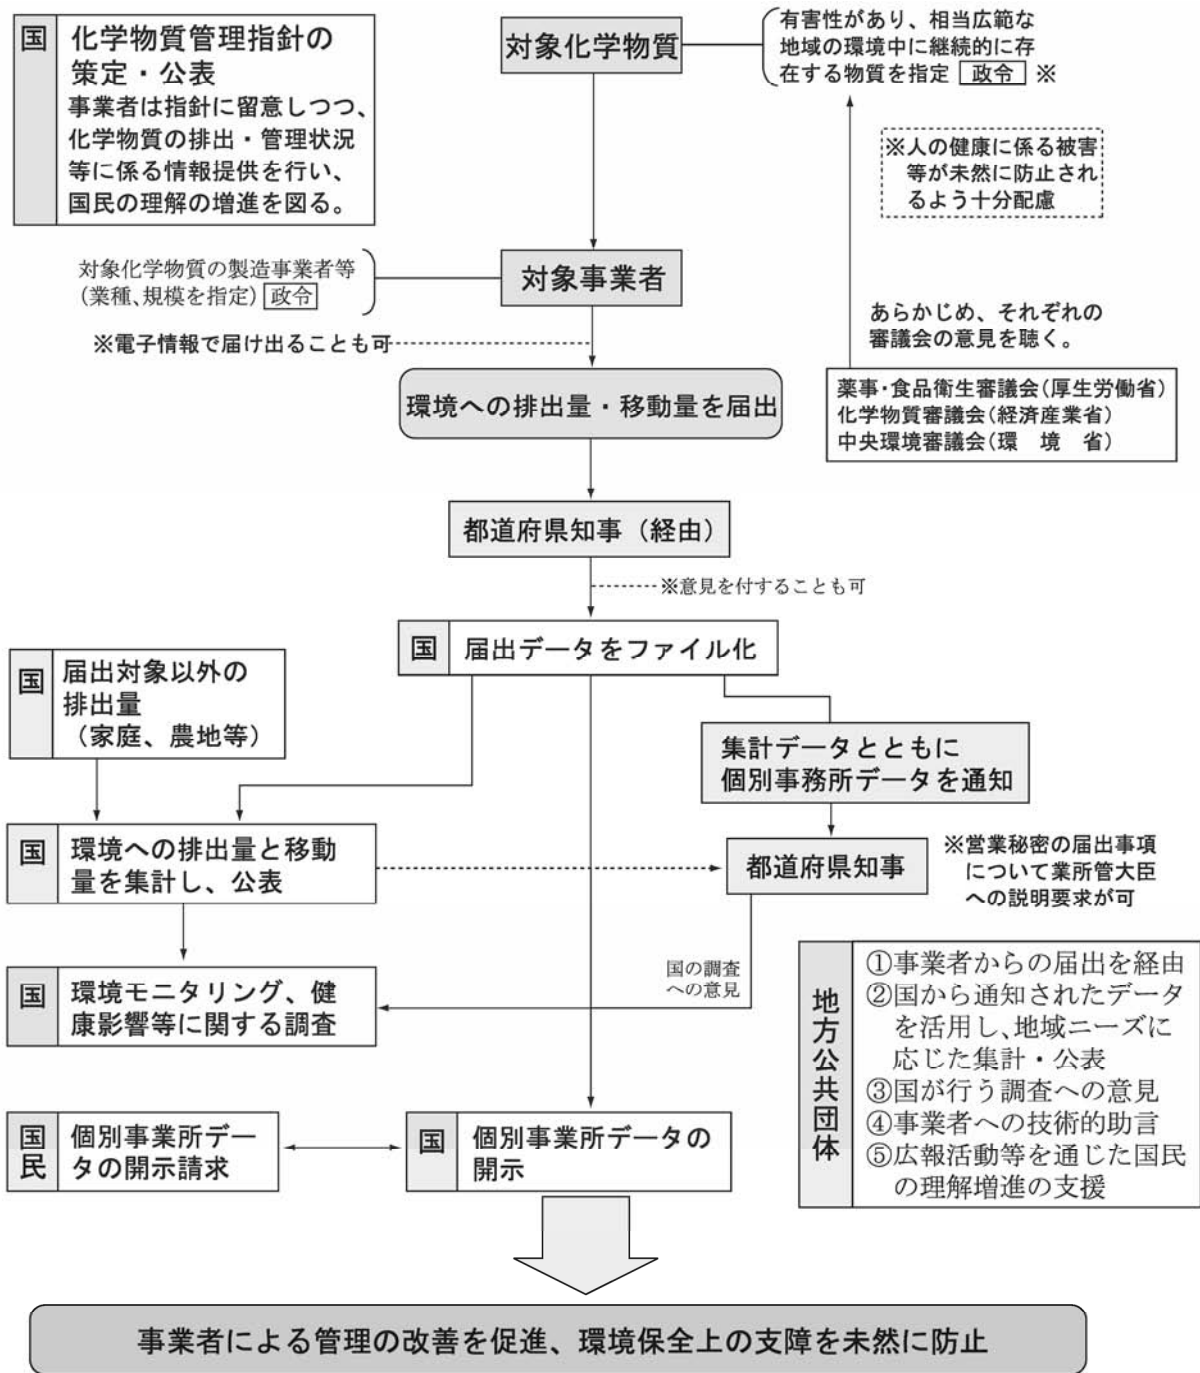 国
化学物質管理指針の
策定・公表
事業者は指針に留意しつつ、
化学物質の排出・管理状況
等に係る情報提供を行い、
国民の理解の増進を図る。
対象化学物質
有害性があり、相当広範な
地域の環境中に継続的に存
在する物質を指定 政令 ※
※人の健康に係る被害
等が未然に防止され
るよう十分配慮
対象化学物質の製造事業者等
(業種、規模を指定) 政令
対象事業者
※電子情報で届け出ることも可
あらかじめ、それぞれの
審議会の意見を聴く。
薬事・食品衛生審議会(厚生労働省)
化学物質審議会(経済産業省)
中央環境審議会(環 境 省)
環境への排出量・移動量を届出
都道府県知事（経由）
※意見を付することも可
国
届出データをファイル化
国
届出対象以外の
排出量
（家庭、農地等）
集計データとともに
個別事務所データを通知
国
環境への排出量と移動
量を集計し、公表
都道府県知事
※営業秘密の届出事項
について業所管大臣
への説明要求が可
国の調査
への意見
国
環境モニタリング、健
康影響等に関する調査
地方公共団体
①事業者からの届出を経由
②国から通知されたデータ
を活用し、地域ニーズに
応じた集計・公表
③国が行う調査への意見
④事業者への技術的助言
⑤広報活動等を通じた国民
の理解増進の支援
国民
個別事業所デー
タの開示請求
国
個別事業所データの
開示
事業者による管理の改善を促進、環境保全上の支障を未然に防止